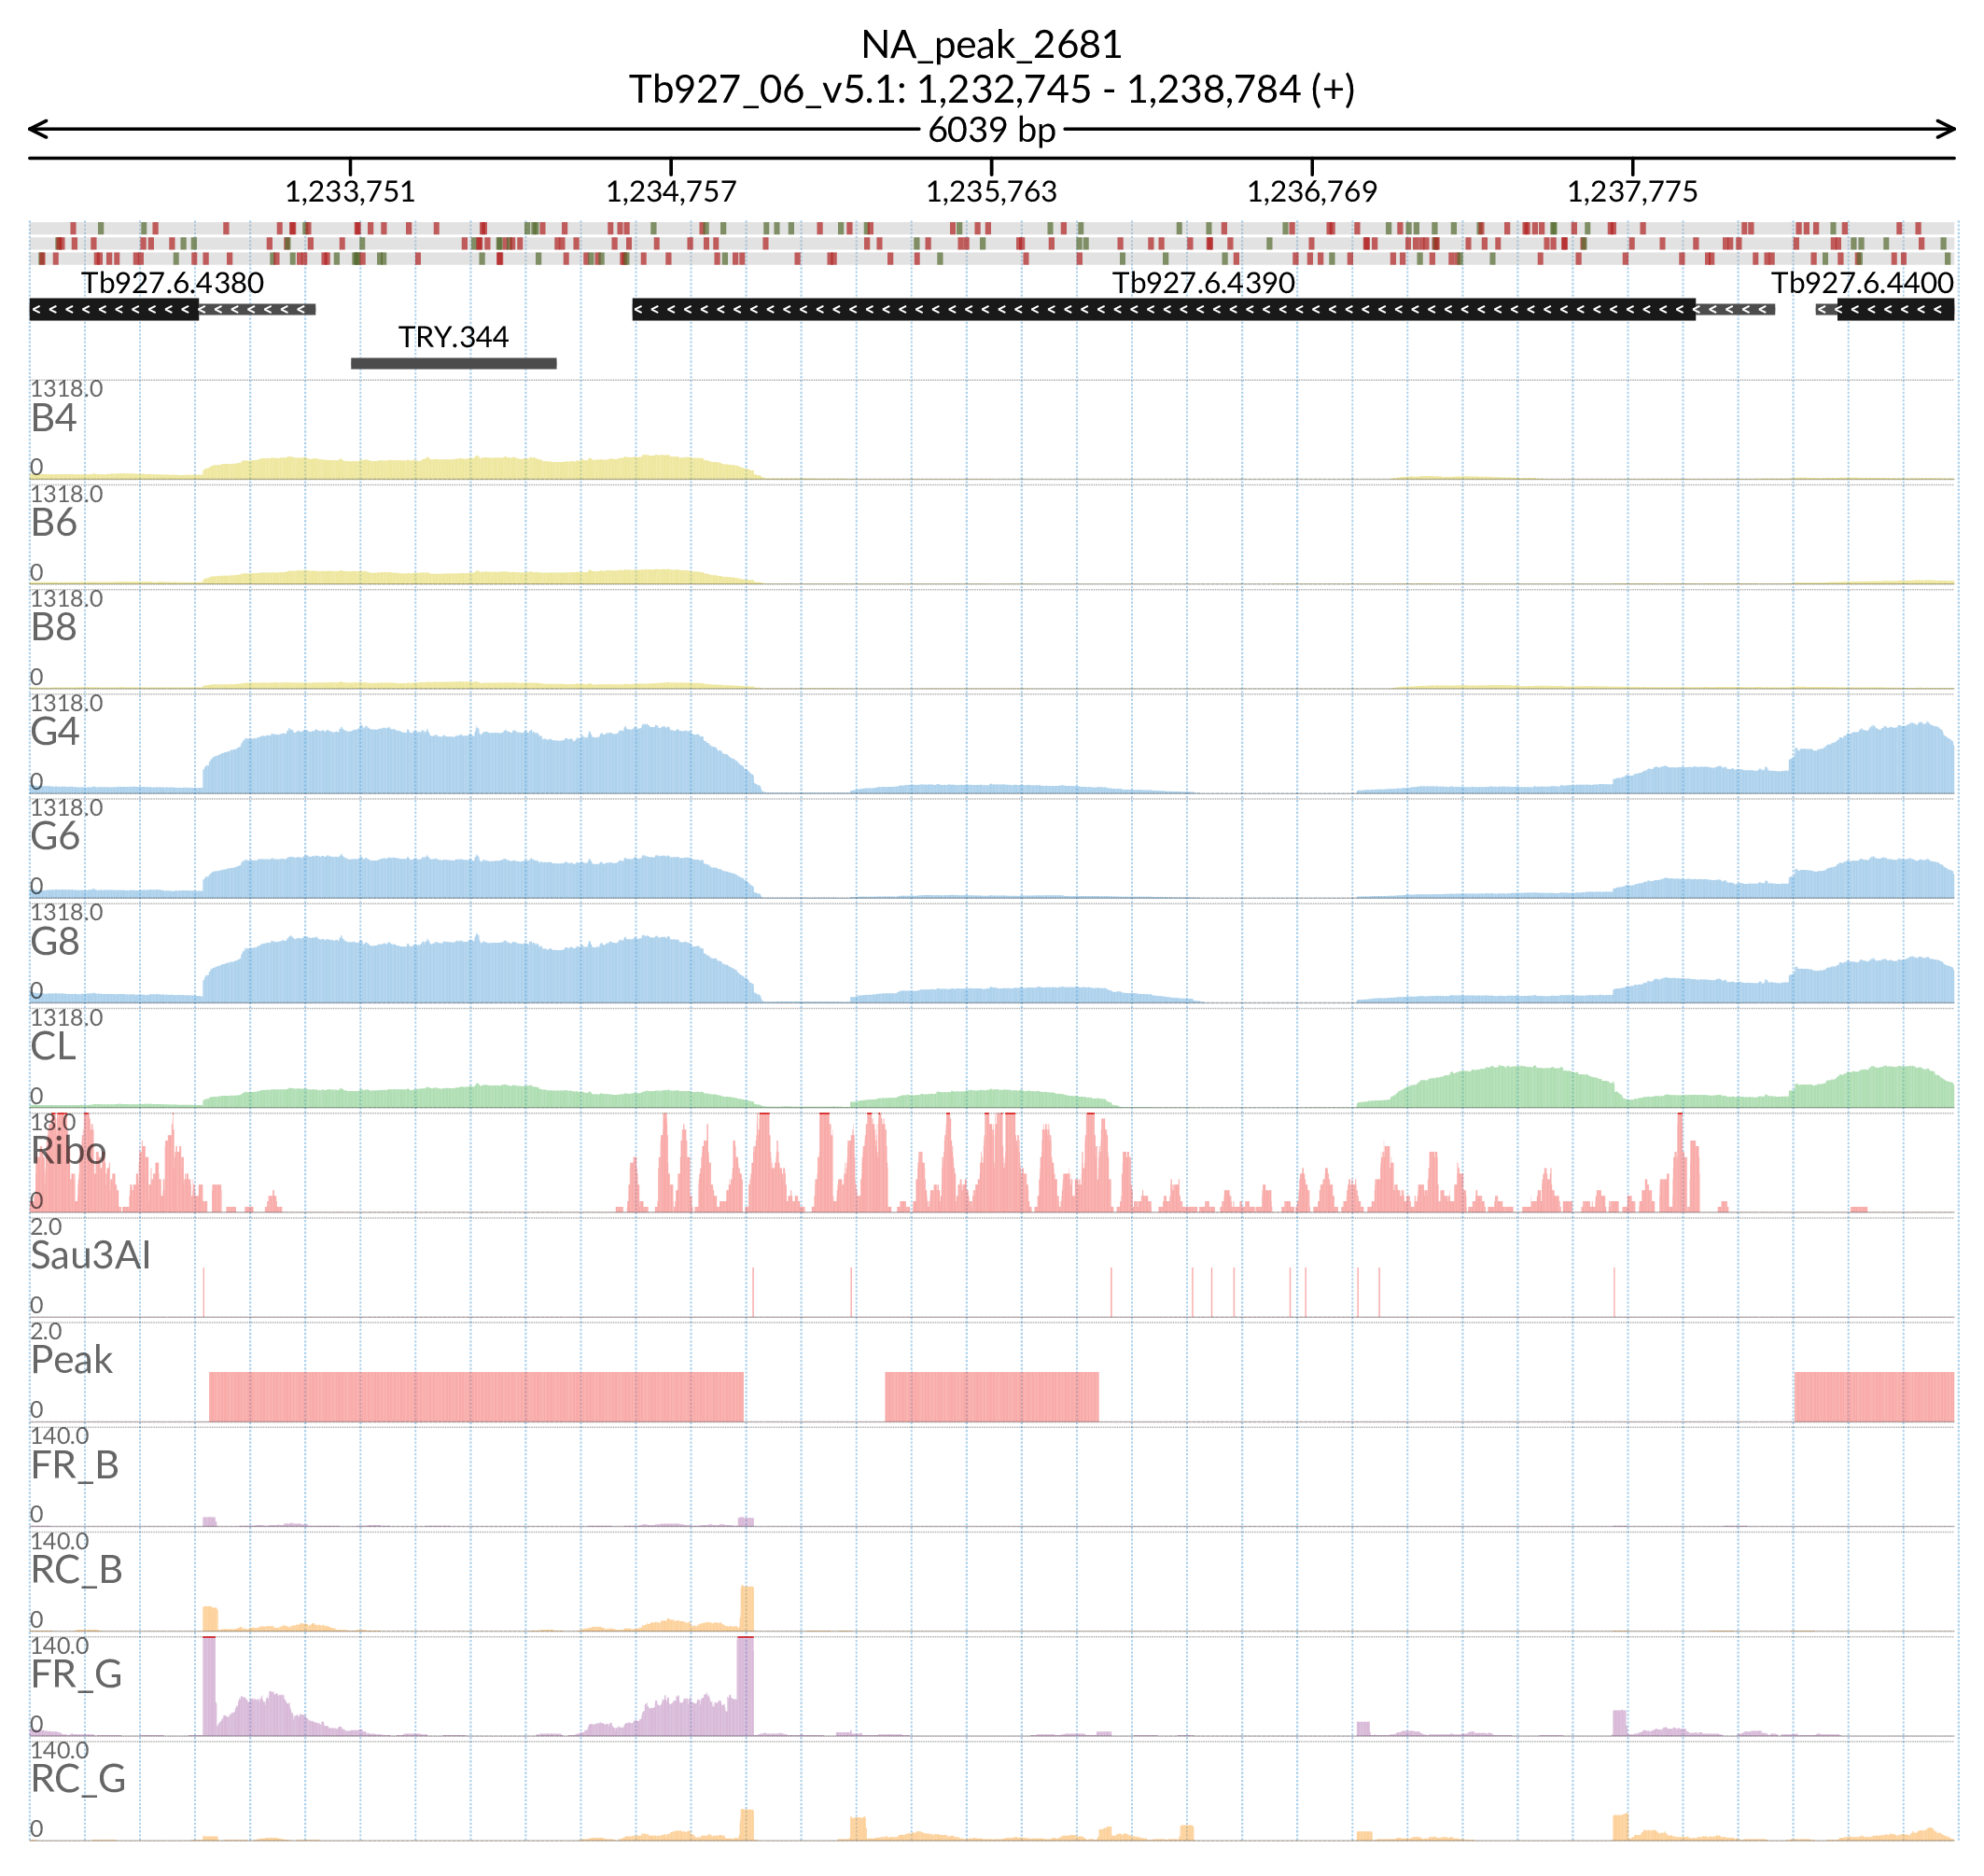 NA_peak_2681
Tb927_06_v5.1: 1,232,745 - 1,238,784 (+)
6039 bp
1,233,751 1,234,757 1,235,763 1,236,769 1,237,775
Tb927.6.4380 Tb927.6.4390 Tb927.6.4400
TRY.344
1318.0
B4
0
1318.0
B6
0
1318.0
B8
0
1318.0
G4
0
1318.0
G6
0
1318.0
G8
0
1318.0
CL
0
18.0
Ribo
0
2.0
Sau3AI
0
2.0
Peak
0
140.0
FR_B
0
140.0
RC_B
0
140.0
FR_G
0
140.0
RC_G
0